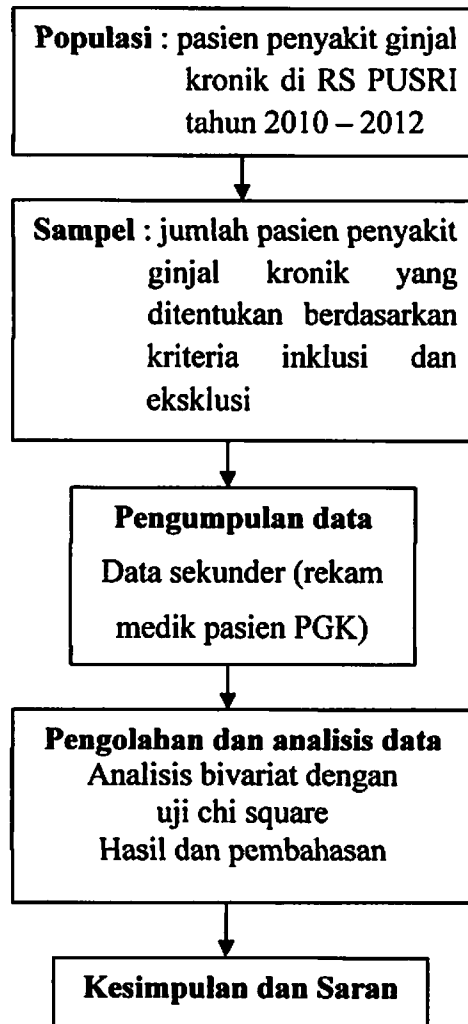 Populasi : pasien penyakit ginjal
kronik di RS PUSRI
tahun 2010 – 2012
Sampel : jumlah pasien penyakit
ginjal kronik yang
ditentukan berdasarkan
kriteria inklusi dan
eksklusi
Pengumpulan data
Data sekunder (rekam
medik pasien PGK)
Pengolahan dan analisis data
Analisis bivariat dengan
uji chi square
Hasil dan pembahasan
Kesimpulan dan Saran